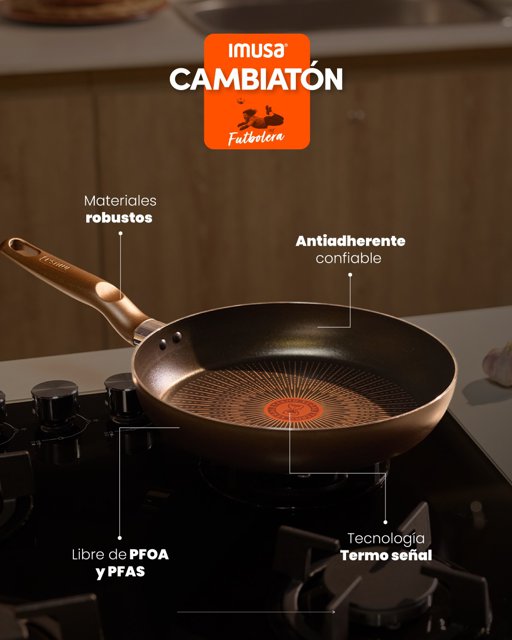 IMUSA®
CAMBIATÓN
Futbolera
Materiales
robustos
Antiadherente
confiable
Libre de PFOA
y PFAS
Tecnología
Termo señal